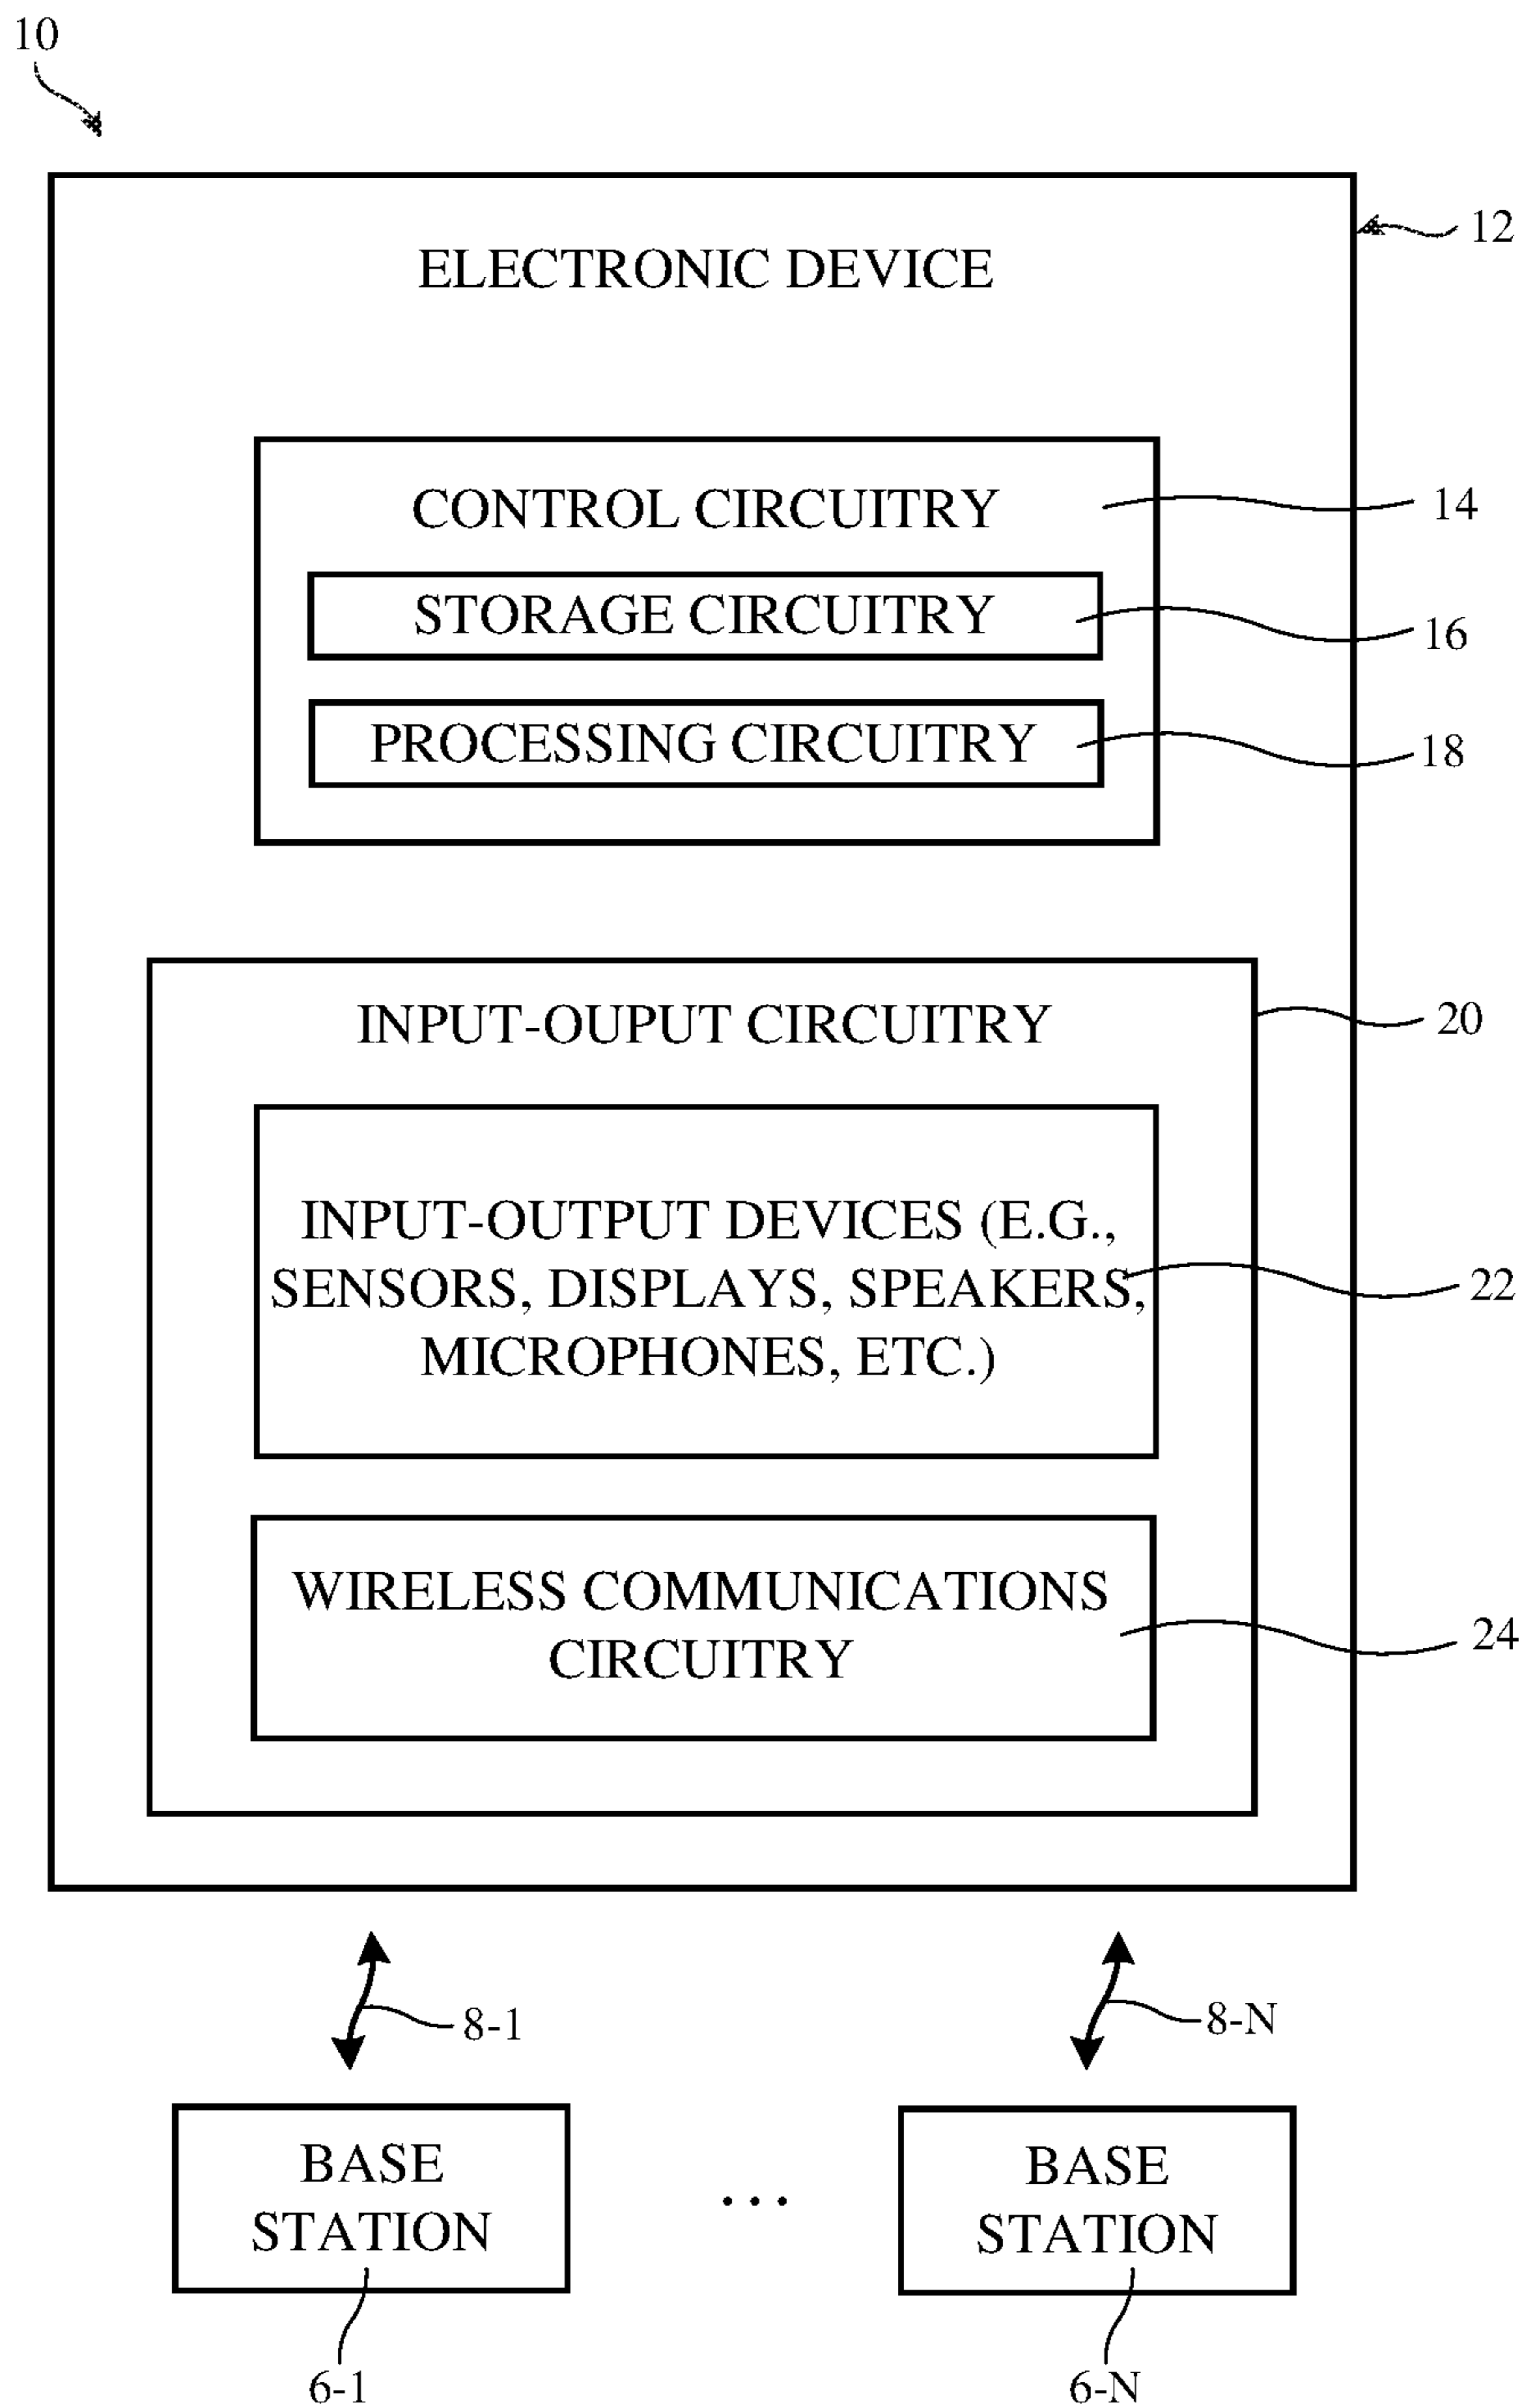 10
12
ELECTRONIC DEVICE
CONTROL CIRCUITRY
14
STORAGE CIRCUITRY
16
PROCESSING CIRCUITRY
18
INPUT-OUPUT CIRCUITRY
20
INPUT-OUTPUT DEVICES (E.G.,
SENSORS, DISPLAYS, SPEAKERS,
MICROPHONES, ETC.)
22
WIRELESS COMMUNICATIONS
CIRCUITRY
24
8-1
8-N
BASE
STATION
...
BASE
STATION
6-1
6-N